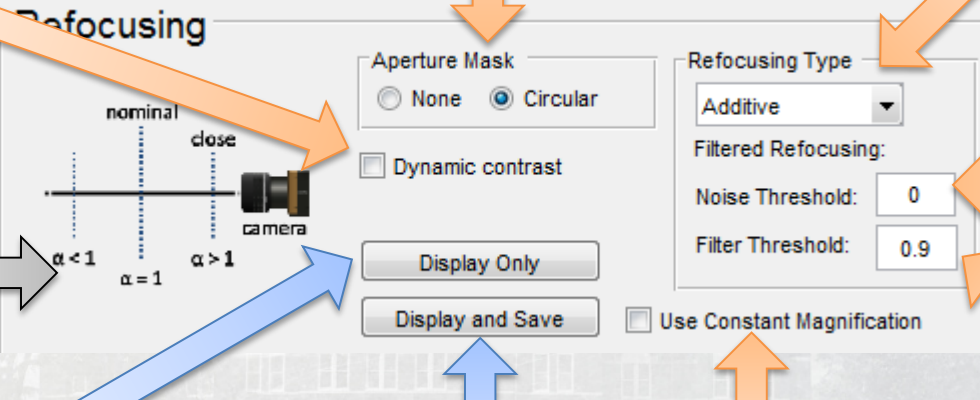 Refocusing
Aperture Mask
None
Circular
Refocusing Type
Additive
nominal
close
Dynamic contrast
Filtered Refocusing:
Noise Threshold: 0
camera
Filter Threshold: 0.9
α < 1
α = 1
α > 1
Display Only
Display and Save
Use Constant Magnification